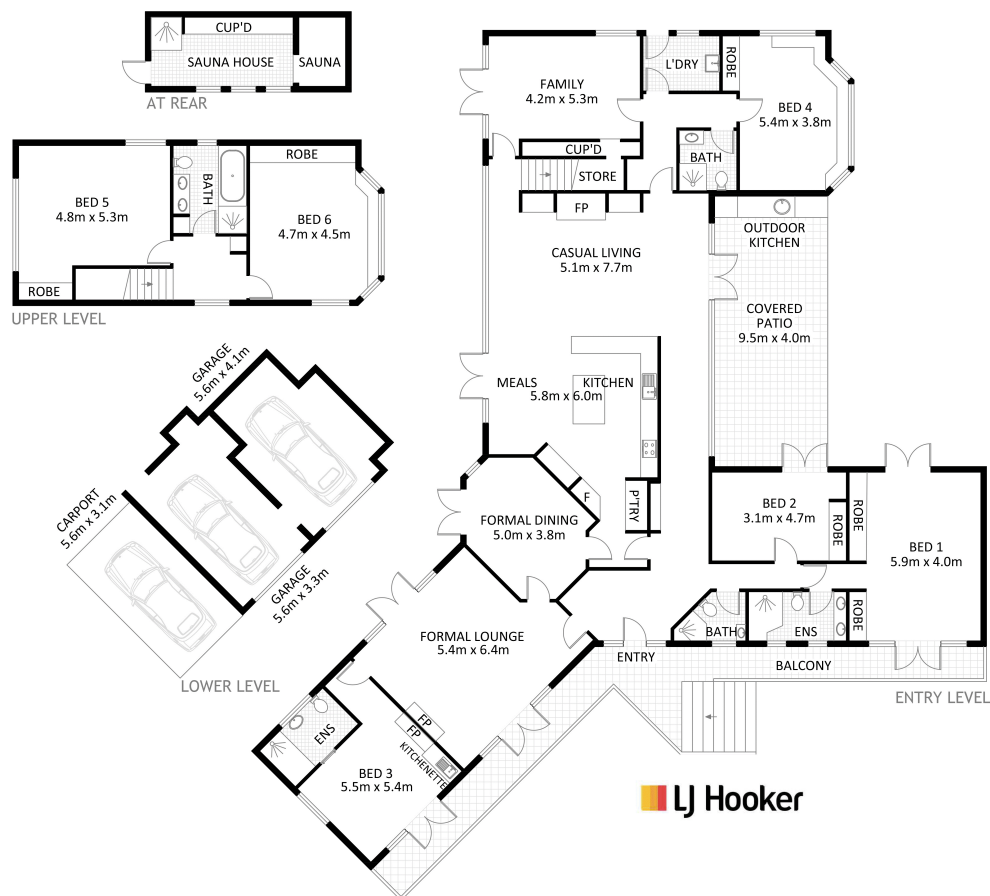 CUP'D
SAUNA HOUSE
SAUNA
AT REAR
ROBE
BATH
BED 5
4.8m x 5.3m
BED 6
4.7m x 4.5m
ROBE
UPPER LEVEL
FAMILY
4.2m x 5.3m
L'DRY
ROBE
BED 4
5.4m x 3.8m
CUP'D
STORE
BATH
FP
CASUAL LIVING
5.1m x 7.7m
OUTDOOR
KITCHEN
COVERED
PATIO
9.5m x 4.0m
MEALS
KITCHEN
5.8m x 6.0m
GARAGE
5.6m x 4.1m
CARPORT
5.6m x 3.1m
GARAGE
5.6m x 3.3m
LOWER LEVEL
F
P'TRY
FORMAL DINING
5.0m x 3.8m
BED 2
3.1m x 4.7m
ROBE
ROBE
BED 1
5.9m x 4.0m
ROBE
BATH
ENS
FORMAL LOUNGE
5.4m x 6.4m
ENTRY
BALCONY
ENTRY LEVEL
ENS
FP
FP
KITCHENETTE
BED 3
5.5m x 5.4m
LJ Hooker